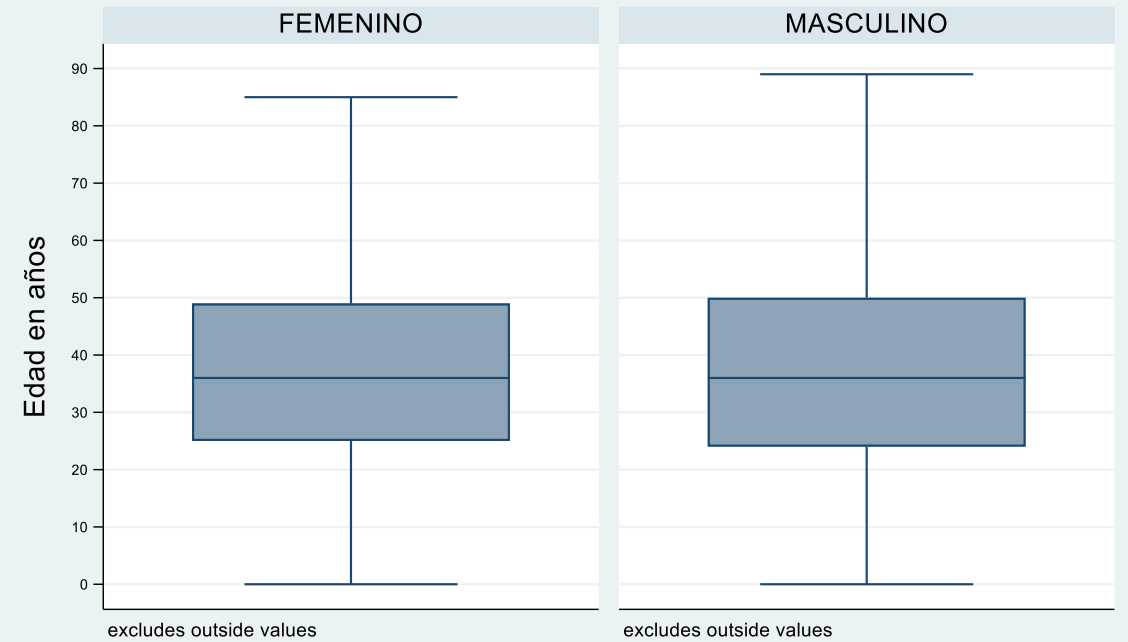 FEMENINO
MASCULINO
Edad en años
90
80
70
60
50
40
30
20
10
0
excludes outside values
excludes outside values